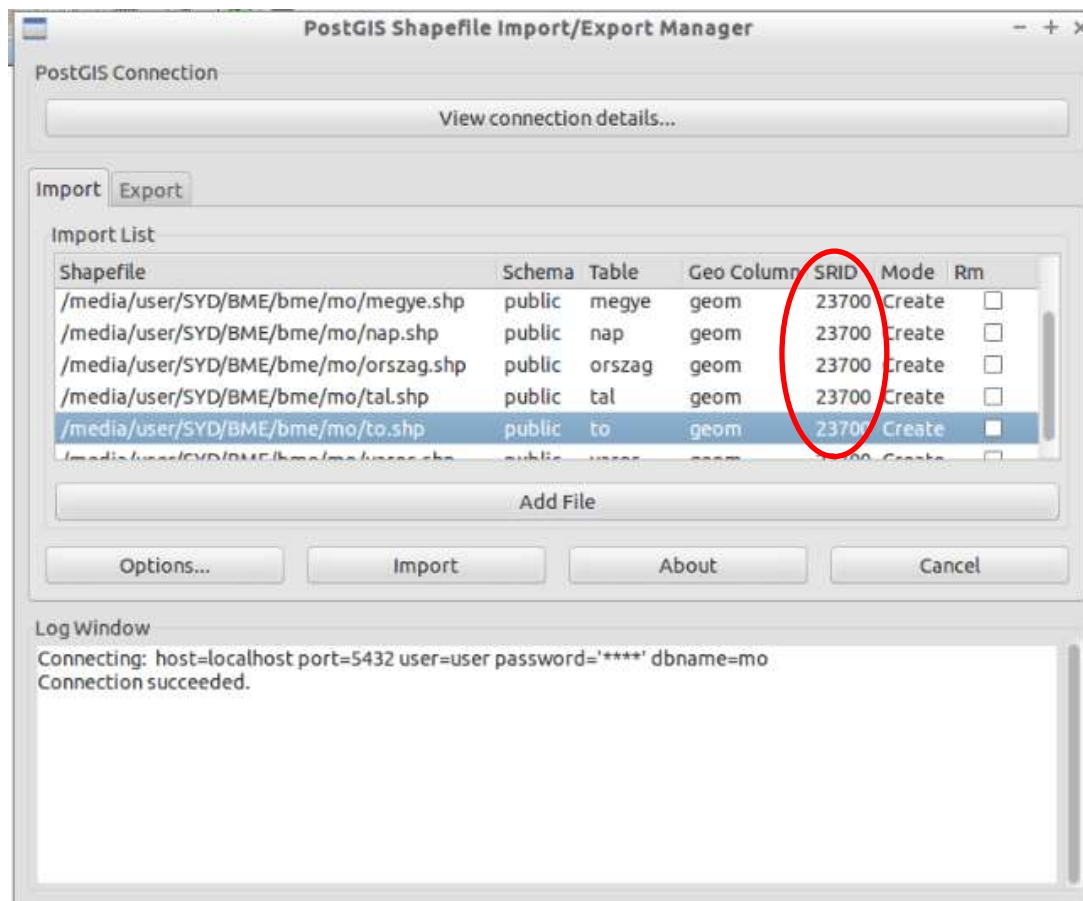 PostGIS Shapefile Import/Export Manager
PostGIS Connection
View connection details...
Import Export
Import List
Shapefile Schema Table Geo Column SRID Mode Rm
/media/user/SYD/BME/bme/mo/megye.shp public megye geom 23700 Create
/media/user/SYD/BME/bme/mo/nap.shp public nap geom 23700 Create
/media/user/SYD/BME/bme/mo/orszag.shp public orszag geom 23700 Create
/media/user/SYD/BME/bme/mo/tal.shp public tal geom 23700 Create
/media/user/SYD/BME/bme/mo/to.shp public to geom 23700 Create
Add File
Options... Import About Cancel
Log Window
Connecting: host=localhost port=5432 user=user password='****' dbname=mo
Connection succeeded.